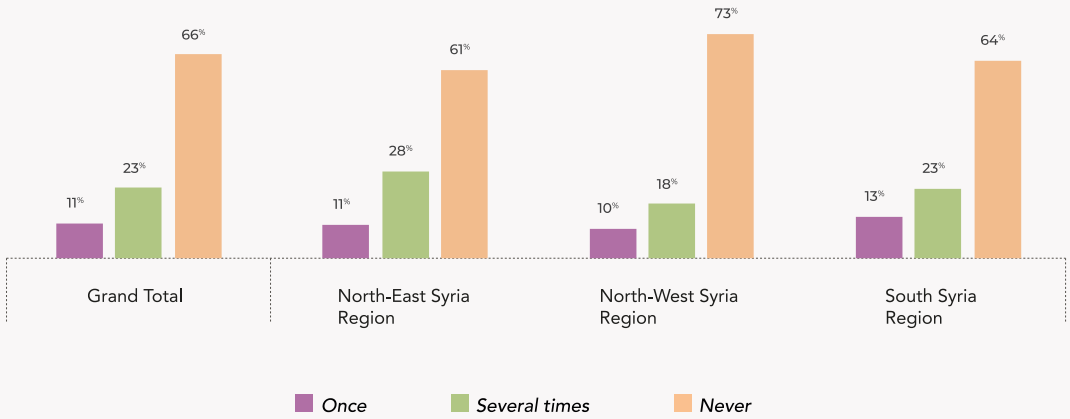 66%
23%
11%
61%
28%
11%
73%
18%
10%
64%
23%
13%
Grand Total
North-East Syria
Region
North-West Syria
Region
South Syria
Region
Once
Several times
Never